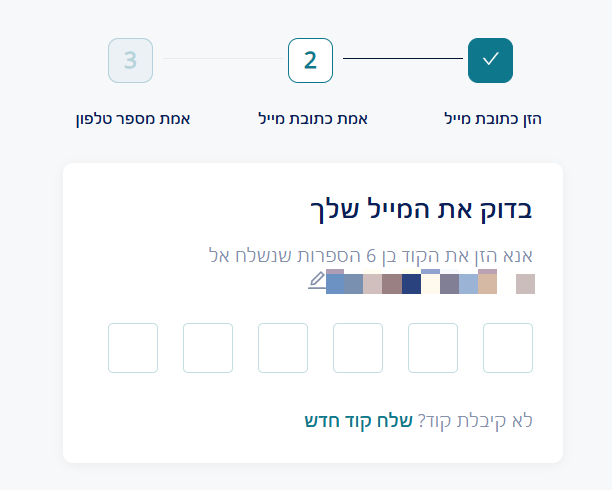 3
2
הזן כתובת מייל
אמת כתובת מייל
אמת מספר טלפון
בדוק את המייל שלך
אנא הזן את הקוד בן 6 הספרות שנשלח אל
לא קיבלת קוד? שלח קוד חדש